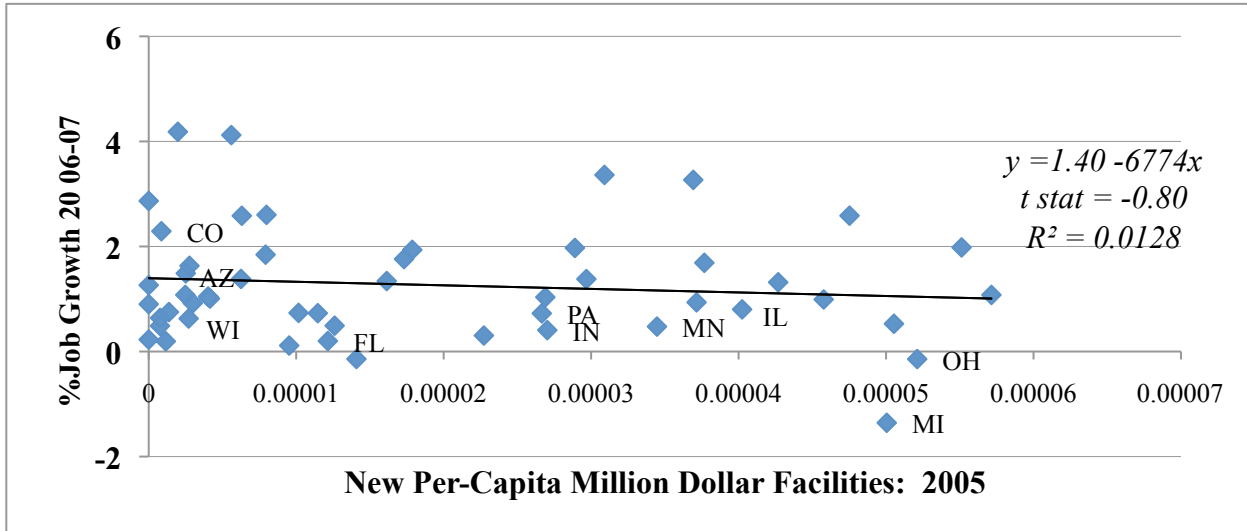 6
4
2
0
-2
%Job Growth 20 06-07
y =1.40 -6774x
t stat = -0.80
R² = 0.0128
CO
AZ
WI
FL
PA
IN
MN
IL
OH
MI
0 0.00001 0.00002 0.00003 0.00004 0.00005 0.00006 0.00007
New Per-Capita Million Dollar Facilities: 2005